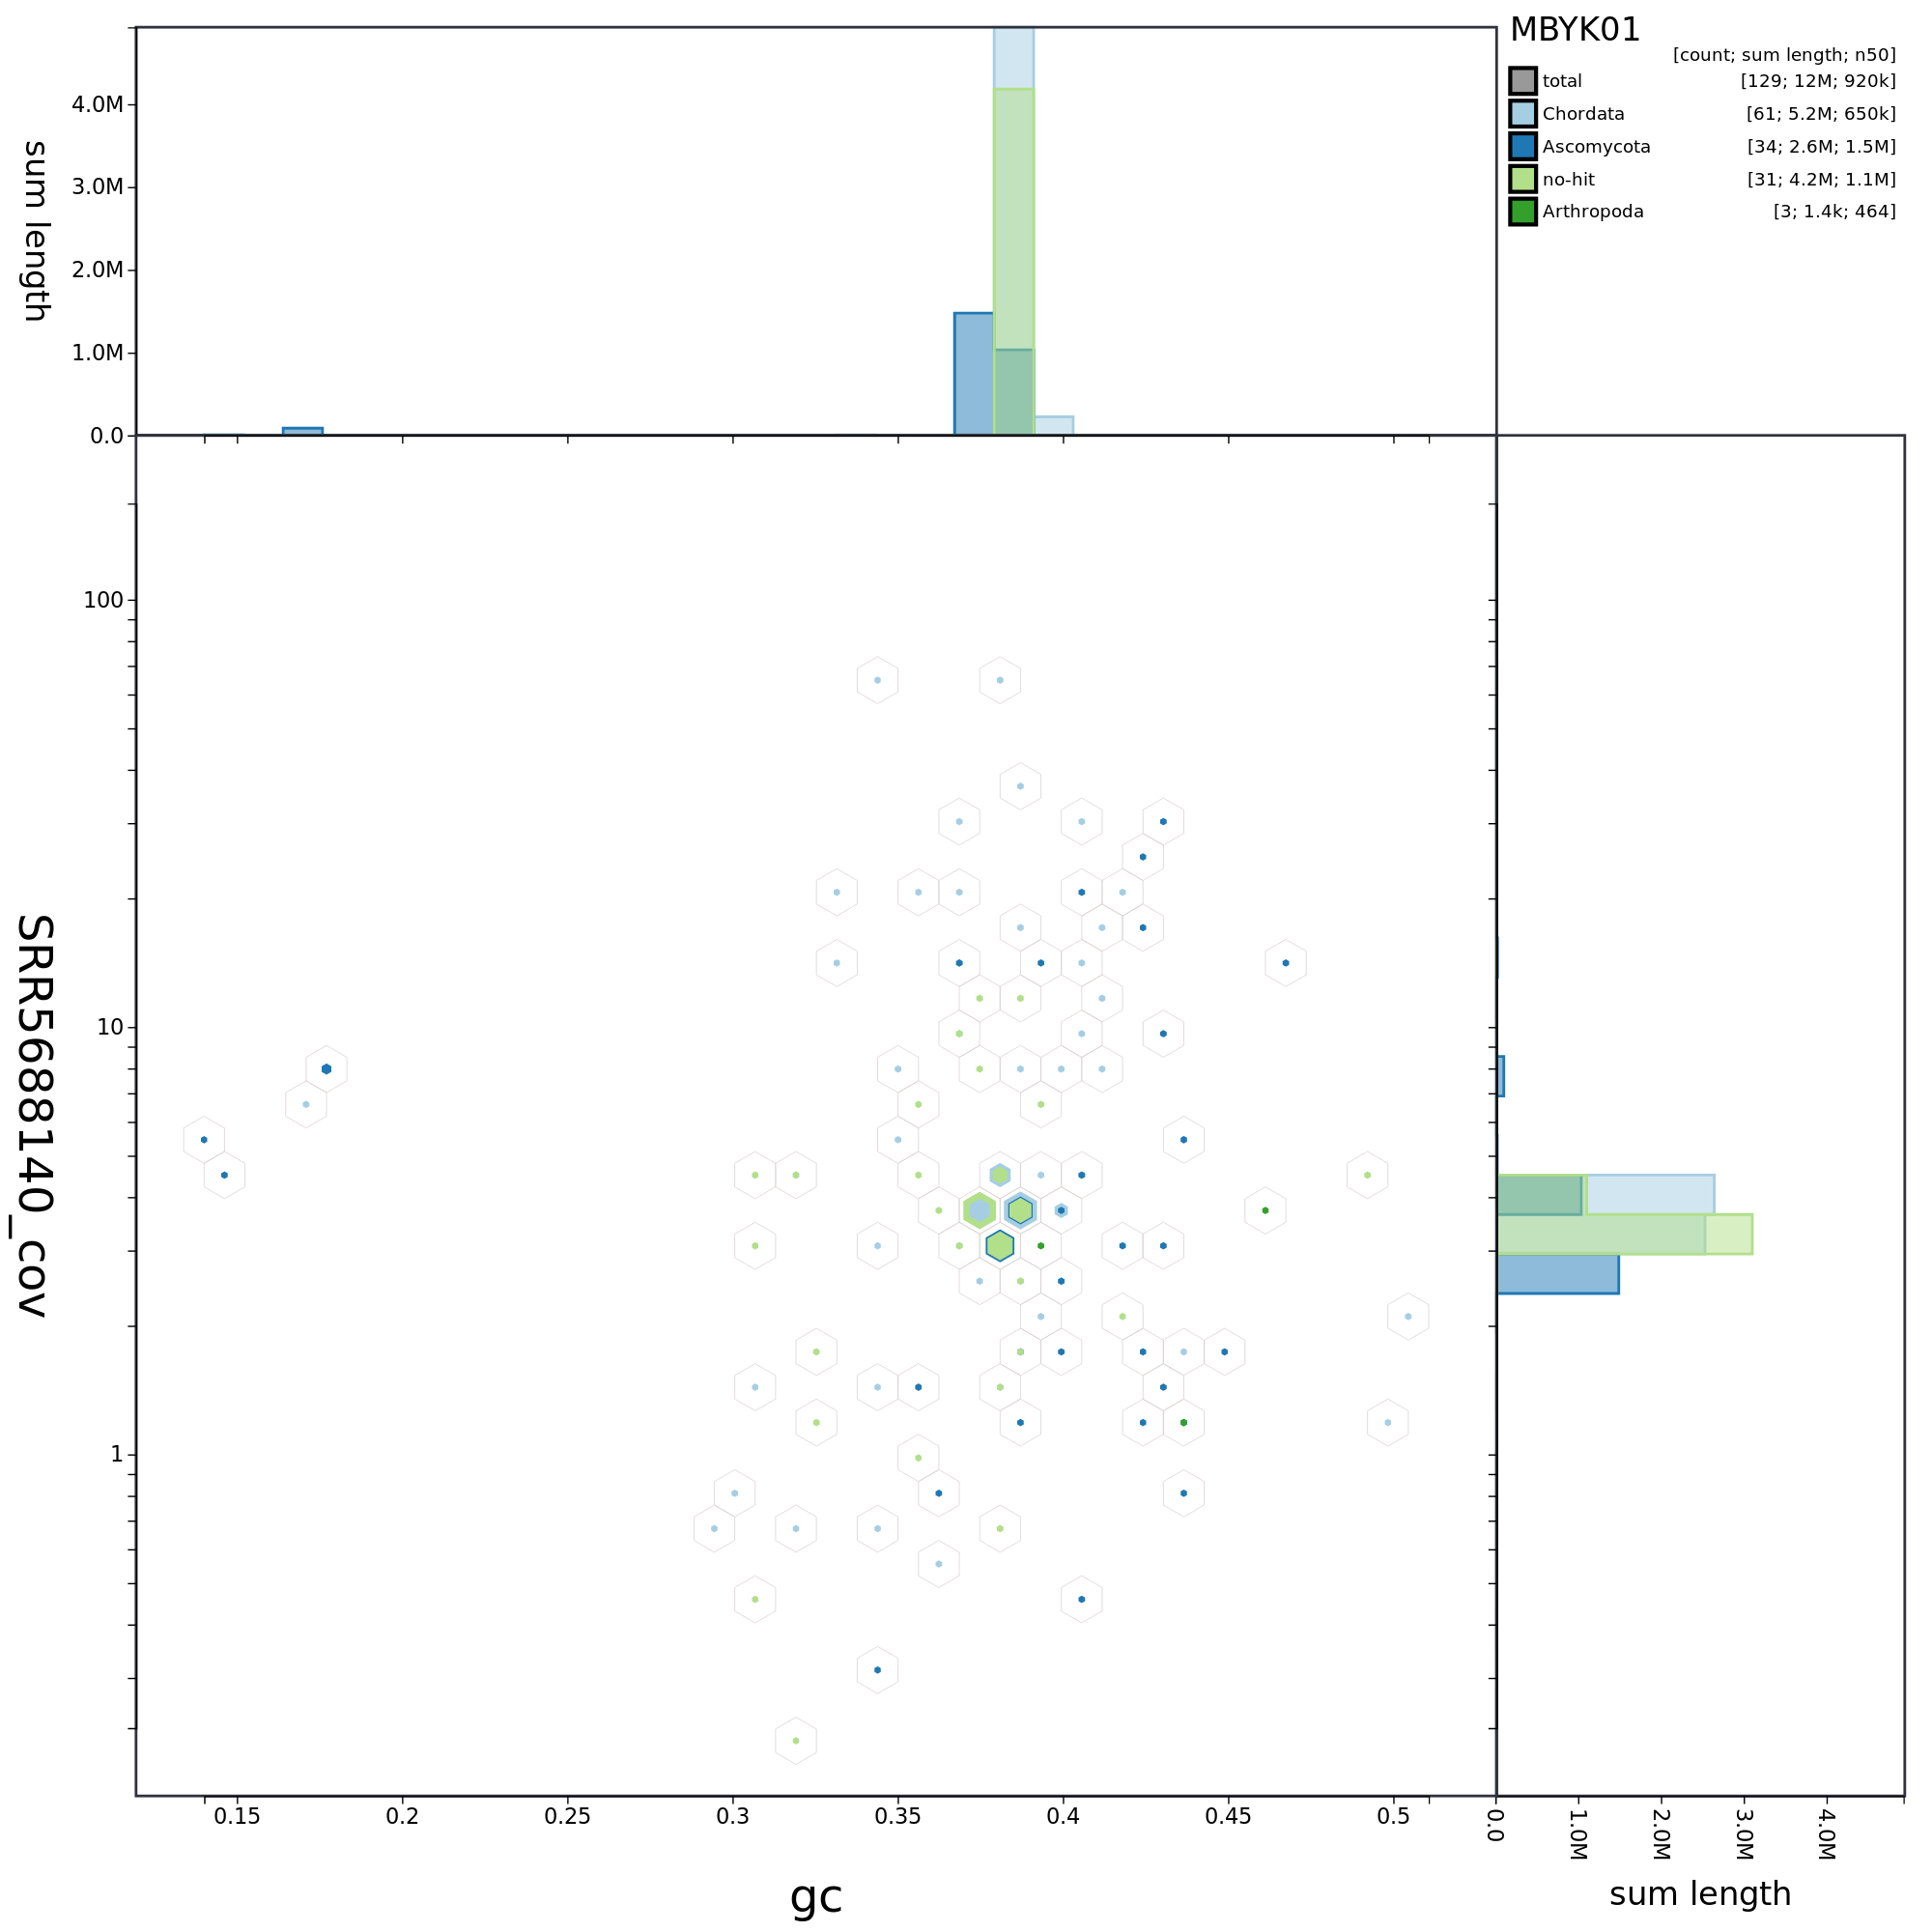 MBYK01
[count; sum length; n50]
total [129; 12M; 920k]
Chordata [61; 5.2M; 650k]
Ascomycota [34; 2.6M; 1.5M]
no-hit [31; 4.2M; 1.1M]
Arthropoda [3; 1.4k; 464]
sum length
4.0M
3.0M
2.0M
1.0M
0.0
SRR5688140_cov
100
10
1
0.15 0.2 0.25 0.3 0.35 0.4 0.45 0.5
gc
0.0 1.0M 2.0M 3.0M 4.0M
sum length